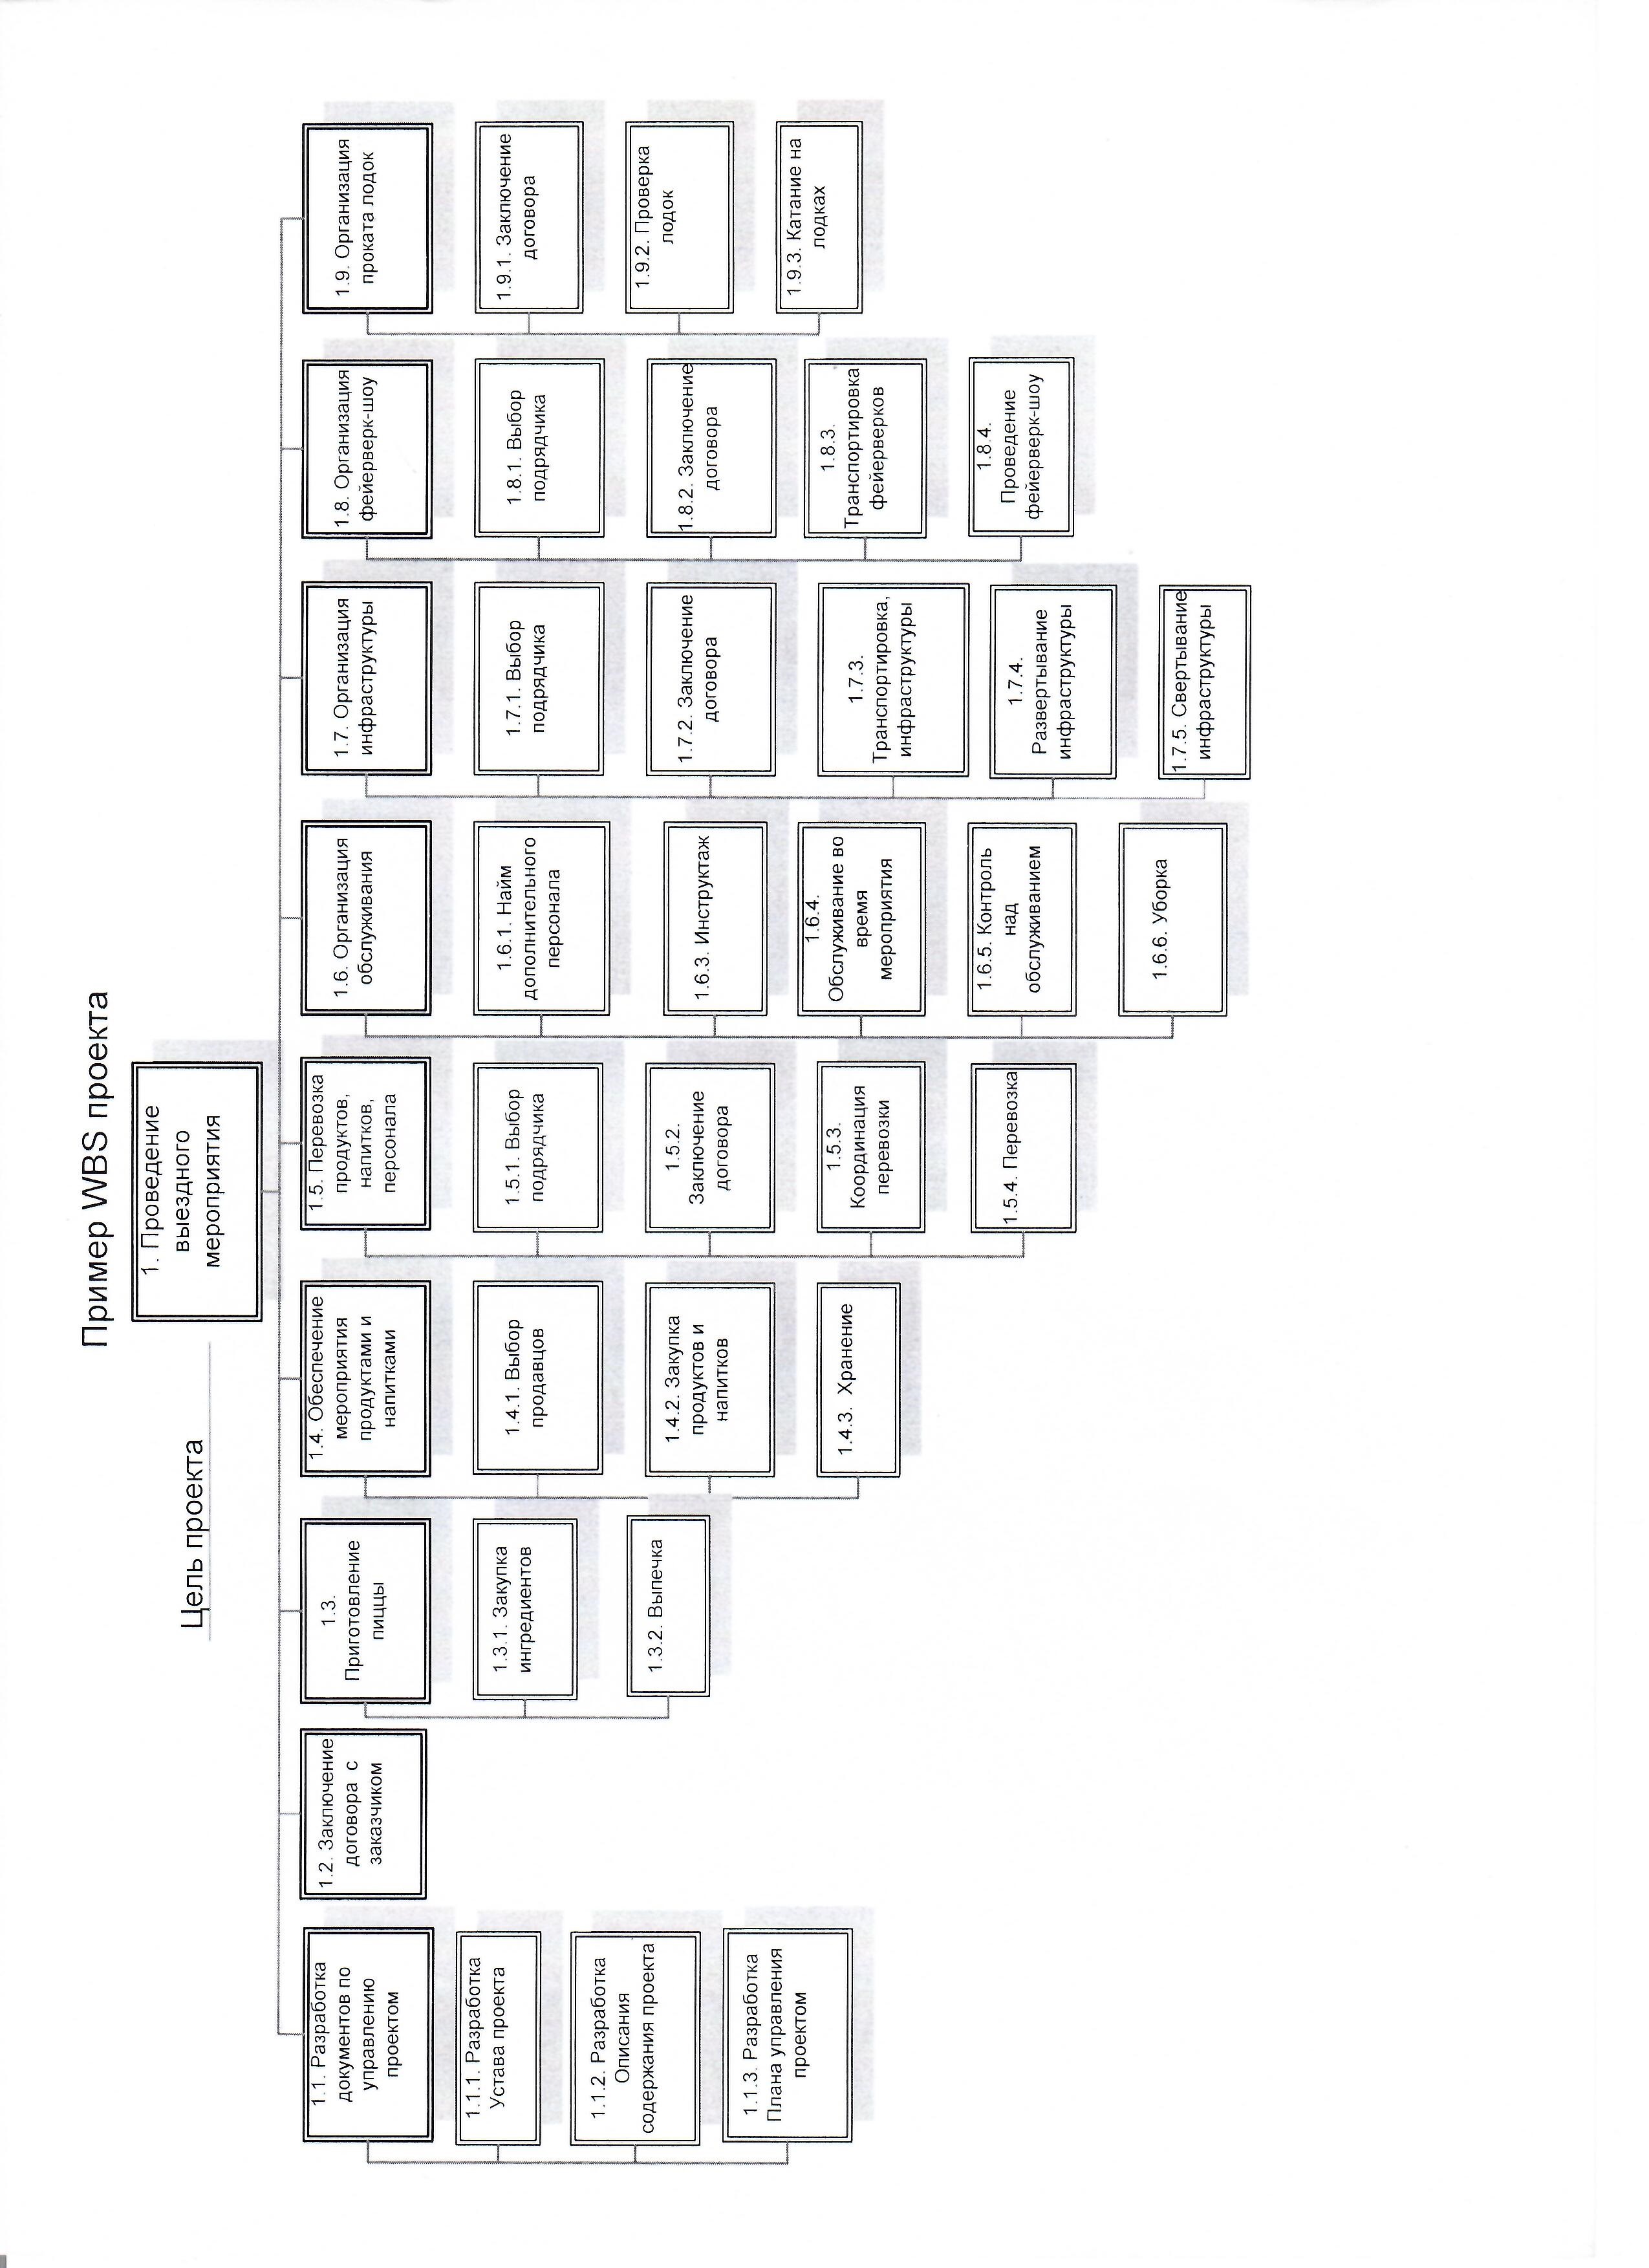 Пример WBS проекта
Цель проекта
1. Проведение
выездного
мероприятия
1.1. Разработка
документов по
управлению
проектом
1.1.1. Разработка
Устава проекта
1.1.2. Разработка
Описания
содержания проекта
1.1.3. Разработка
Плана управления
проектом
1.2. Заключение
договора с
заказчиком
1.3.
Приготовление
пиццы
1.3.1. Закупка
ингредиентов
1.3.2. Выпечка
1.4. Обеспечение
мероприятия
продуктами и
напитками
1.4.1. Выбор
продавцов
1.4.2. Закупка
продуктов и
напитков
1.4.3. Хранение
1.5. Перевозка
продуктов,
напитков,
персонала
1.5.1. Выбор
подрядчика
1.5.2.
Заключение
договора
1.5.3.
Координация
перевозки
1.5.4. Перевозка
1.6. Организация
обслуживания
1.6.1. Найм
дополнительного
персонала
1.6.3. Инструктаж
1.6.4.
Обслуживание во
время
мероприятия
1.6.5. Контроль
над
обслуживанием
1.6.6. Уборка
1.7. Организация
инфраструктуры
1.7.1. Выбор
подрядчика
1.7.2. Заключение
договора
1.7.3.
Транспортировка,
инфраструктуры
1.7.4.
Развертывание
инфраструктуры
1.7.5. Свертывание
инфраструктуры
1.8. Организация
фейерверк-шоу
1.8.1. Выбор
подрядчика
1.8.2. Заключение
договора
1.8.3.
Транспортировка
фейерверков
1.8.4.
Проведение
фейерверк-шоу
1.9. Организация
проката лодок
1.9.1. Заключение
договора
1.9.2. Проверка
лодок
1.9.3. Катание на
лодках